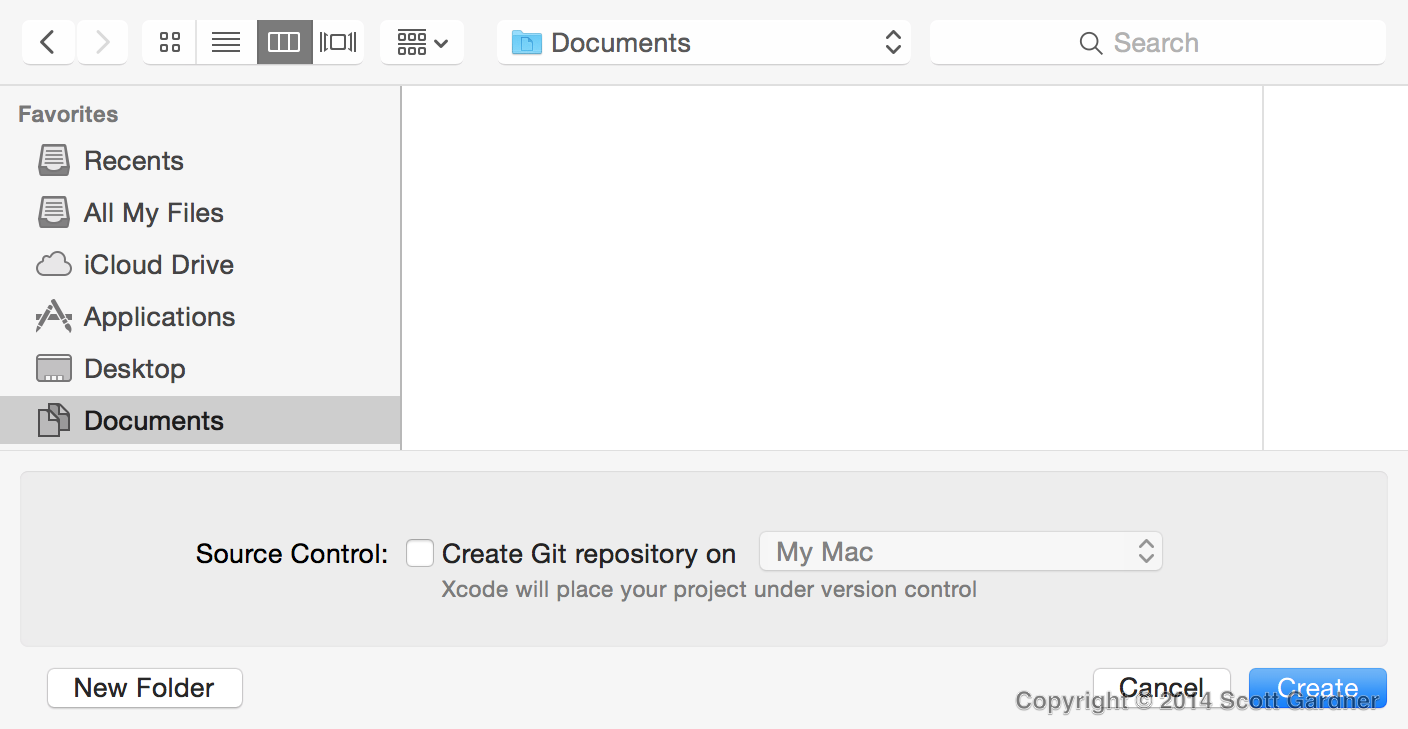 Documents
Search
Favorites
Recents
All My Files
iCloud Drive
Applications
Desktop
Documents
Source Control:
Create Git repository on
My Mac
Xcode will place your project under version control
New Folder
Cancel
Create
Copyright © 2014 Scott Gardner